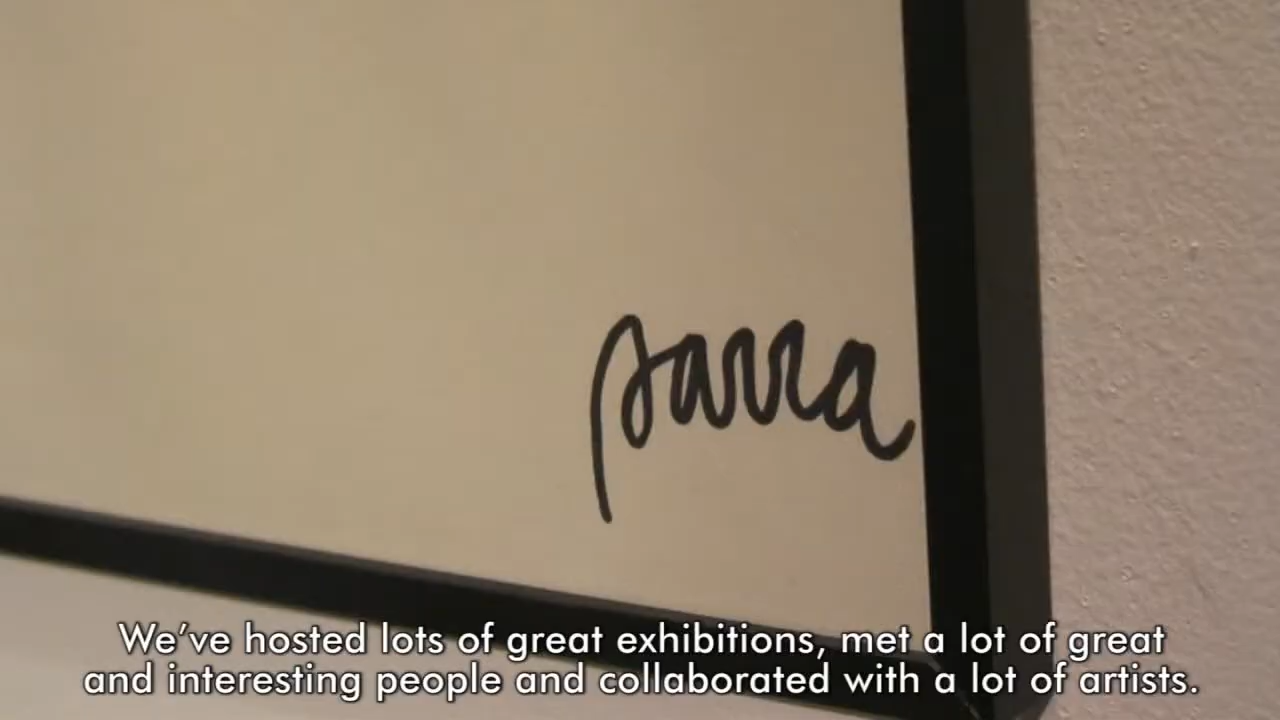 parra
We've hosted lots of great exhibitions, met a lot of great
and interesting people and collaborated with a lot of artists.